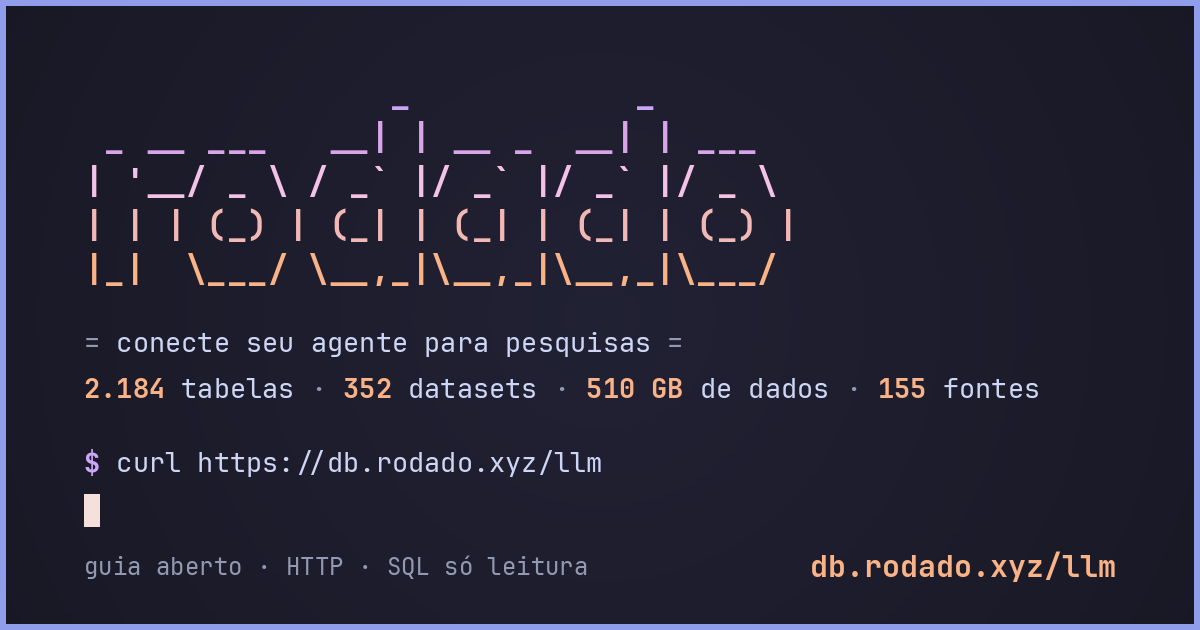 rodado
= conecte seu agente para pesquisas =
2.184 tabelas · 352 datasets · 510 GB de dados · 155 fontes
$ curl https://db.rodado.xyz/llm
guia aberto · HTTP · SQL só leitura
db.rodado.xyz/llm